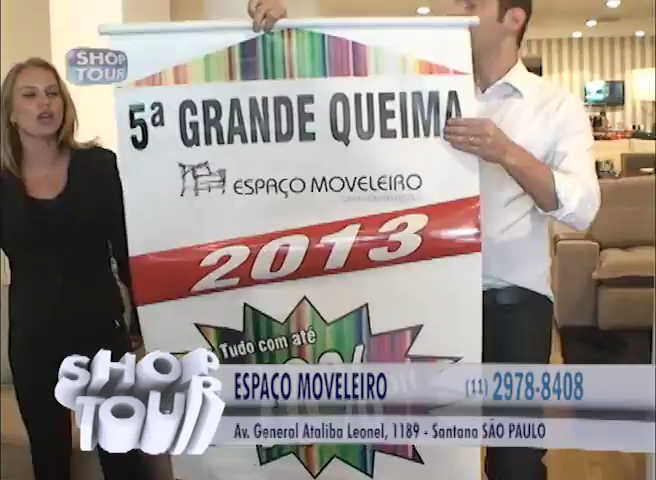 SHOP
TOUR
5ª GRANDE QUEIMA
ESPAÇO MOVELEIRO
2013
Tudo com até
SHOP
TOUR
ESPAÇO MOVELEIRO (11) 2978-8408
Av. General Ataliba Leonel, 1189 - Santana SÃO PAULO